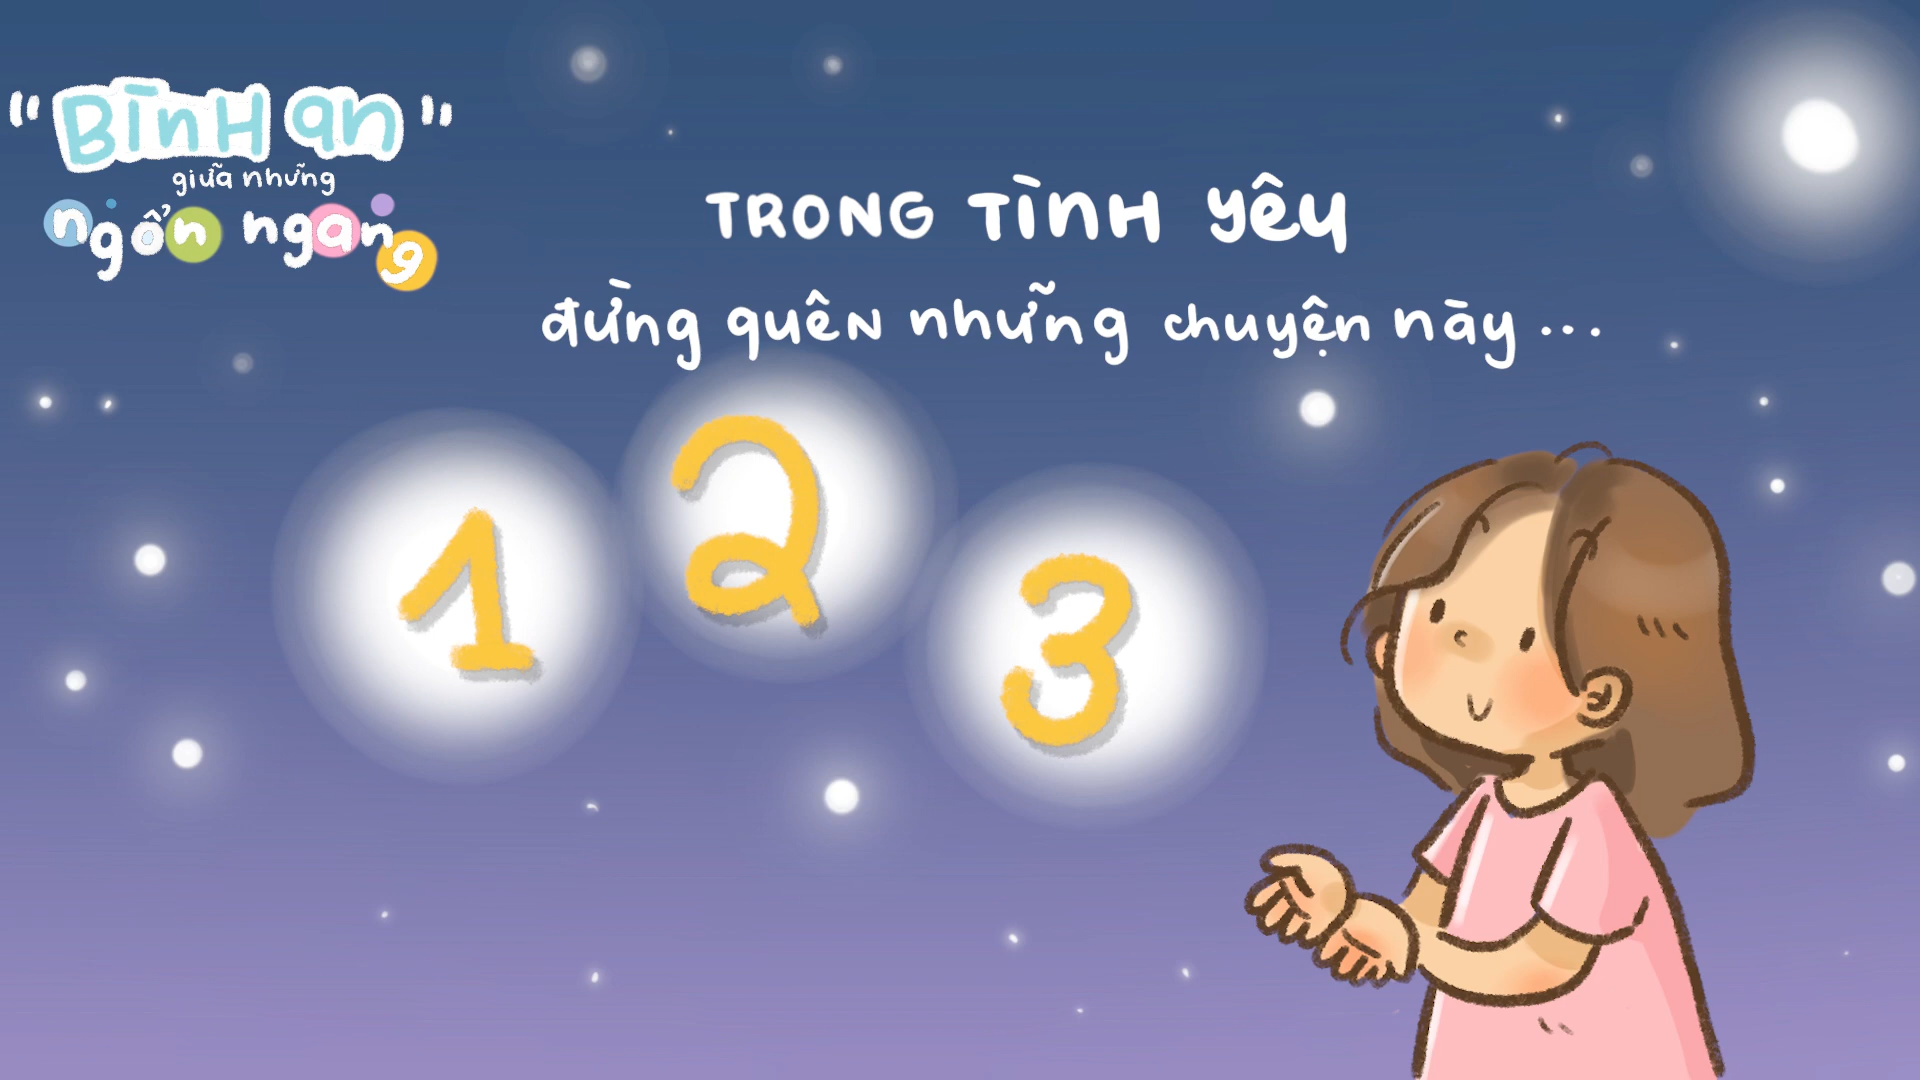 "Bình an"
giữa những
ngổn ngang
TRONG TÌNH Yêu
đừng quên những chuyện này ...
1
2
3